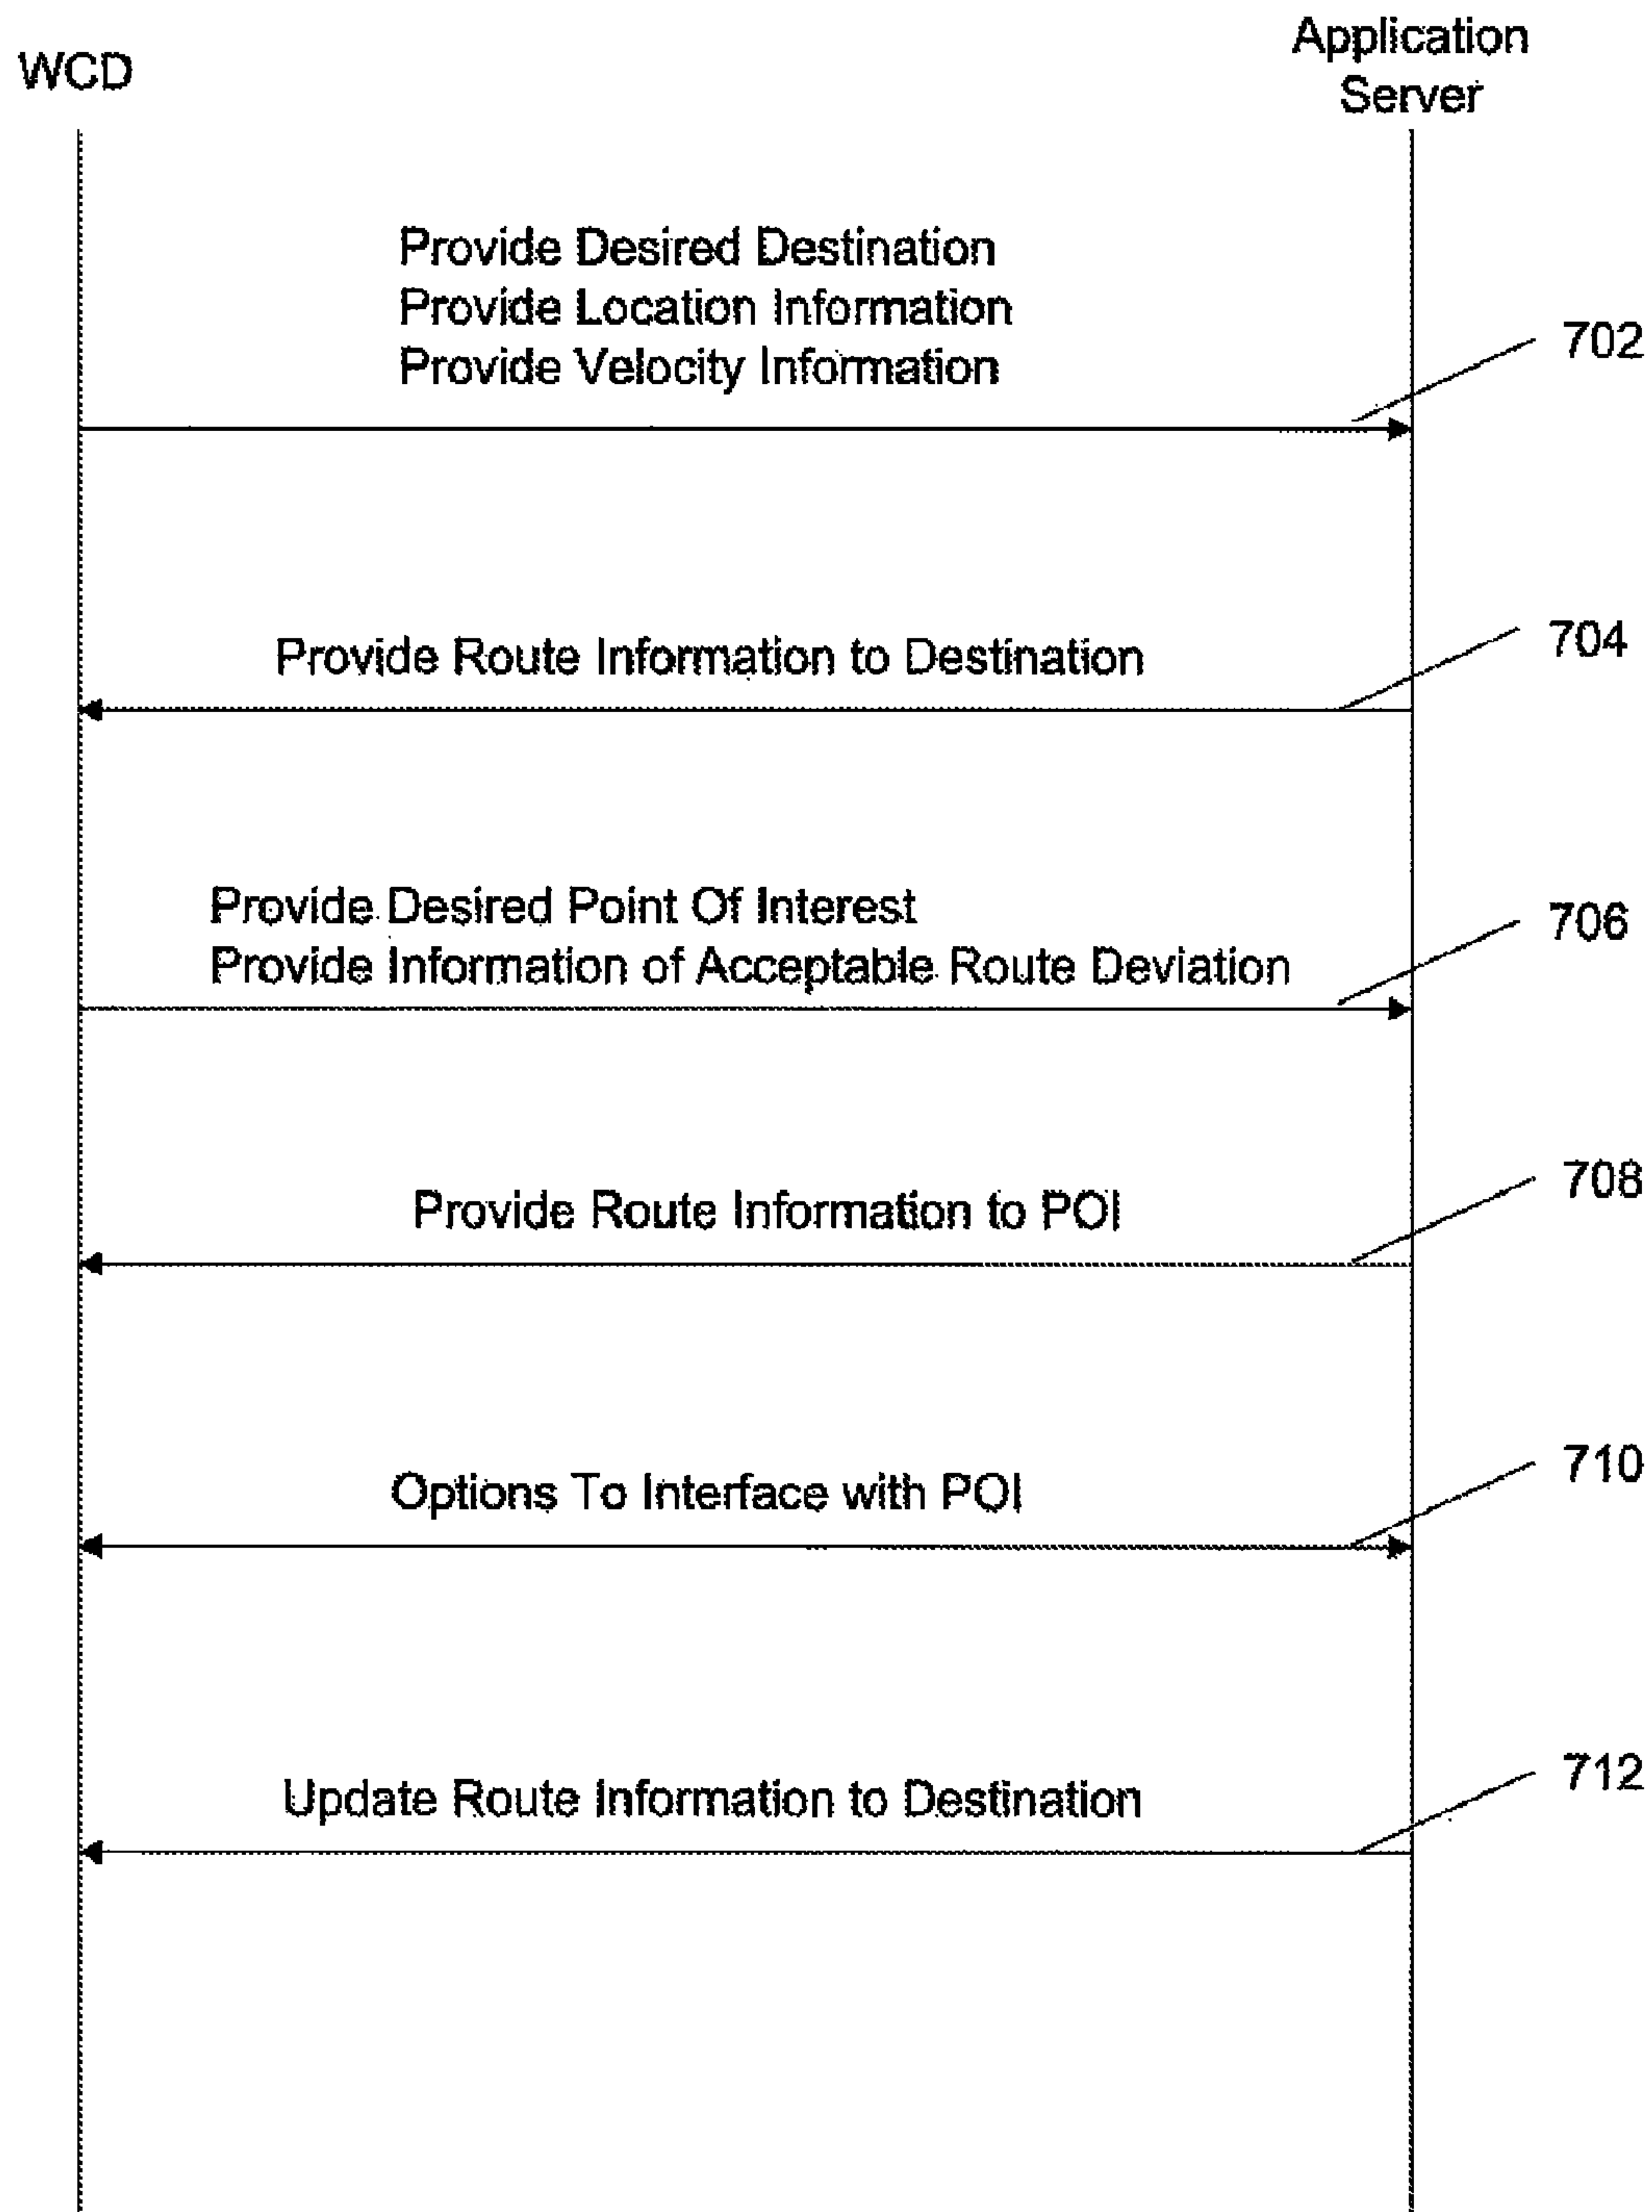 WCD
Application
Server
Provide Desired Destination
Provide Location Information
Provide Velocity Information
702
704
Provide Route Information to Destination
Provide Desired Point Of Interest
706
Provide Information of Acceptable Route Deviation
708
Provide Route Information to POI
710
Options To Interface with POI
712
Update Route Information to Destination